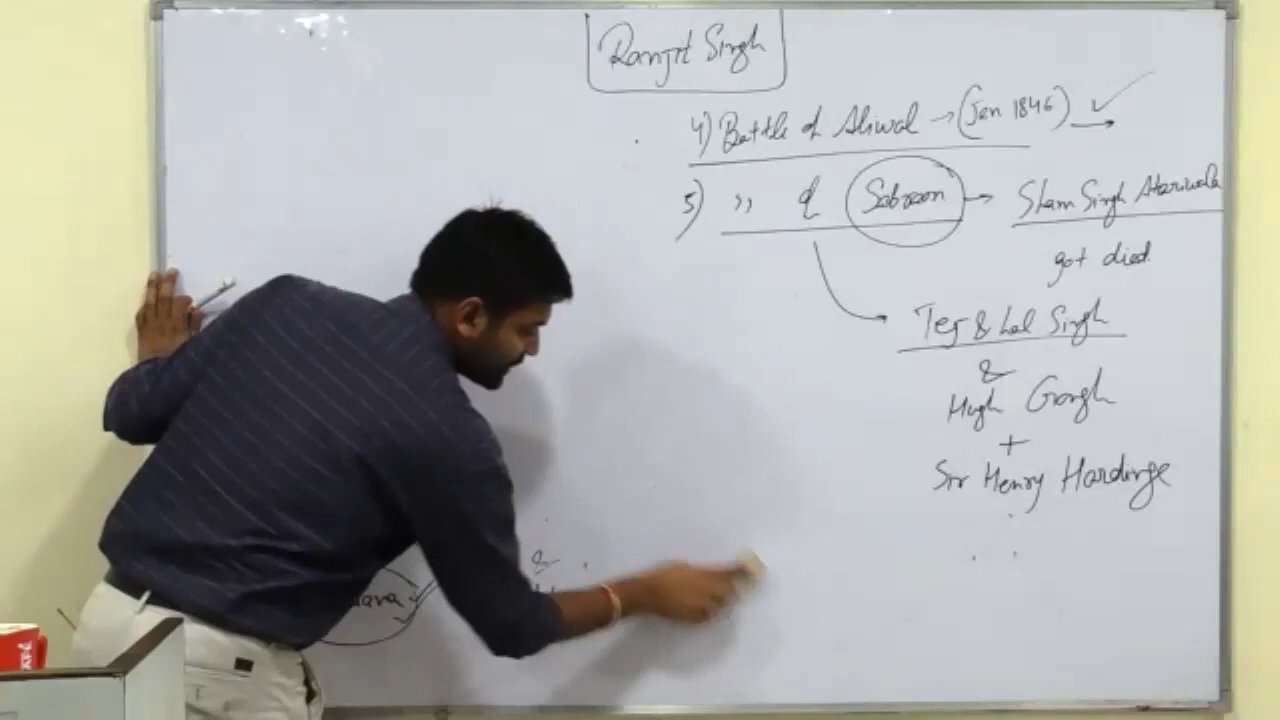 Ranjit Singh
4) Battle of Aliwal → (Jan 1846) ✓
5) " of Sobraon → Sham Singh Atariwala
got died
Tej & Lal Singh
&
Hugh Gough
+
Sir Henry Hardinge
&